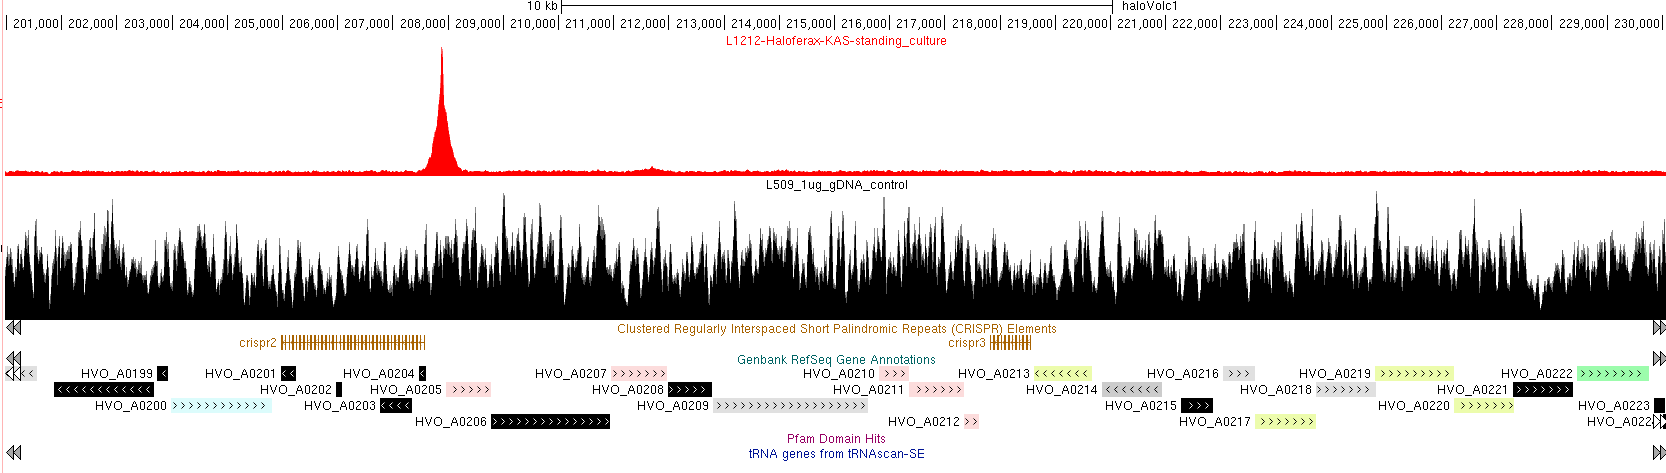 10 kb haloVolc1
201,000 202,000 203,000 204,000 205,000 206,000 207,000 208,000 209,000 210,000 211,000 212,000 213,000 214,000 215,000 216,000 217,000 218,000 219,000 220,000 221,000 222,000 223,000 224,000 225,000 226,000 227,000 228,000 229,000 230,000
L1212-Haloferax-KAS-standing_culture
L509_1ug_gDNA_control
Clustered Regularly Interspaced Short Palindromic Repeats (CRISPR) Elements
crispr2 crispr3
Genbank RefSeq Gene Annotations
HVO_A0199 HVO_A0201 HVO_A0204 HVO_A0207 HVO_A0210 HVO_A0213 HVO_A0216 HVO_A0219 HVO_A0222
HVO_A0202 HVO_A0205 HVO_A0208 HVO_A0211 HVO_A0214 HVO_A0218 HVO_A0221
HVO_A0200 HVO_A0203 HVO_A0209 HVO_A0215 HVO_A0220 HVO_A0223
HVO_A0206 HVO_A0212 HVO_A0217 HVO_A022
Pfam Domain Hits
tRNA genes from tRNAscan-SE